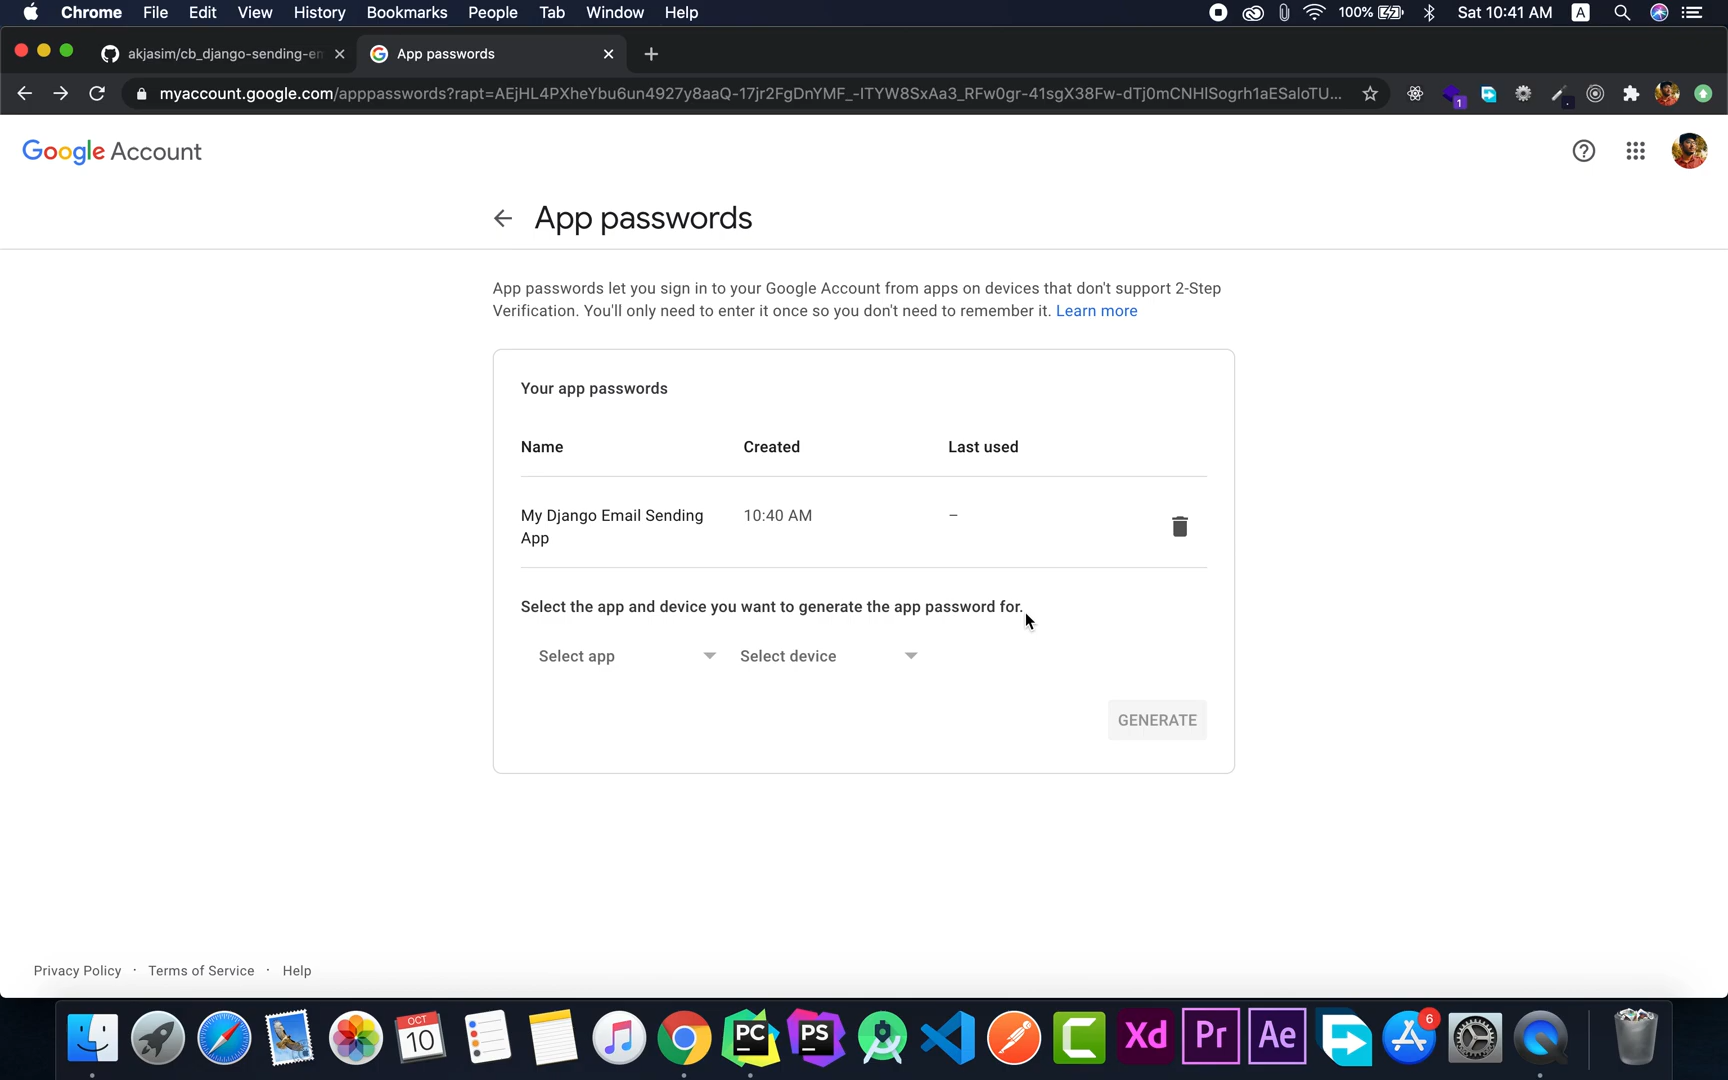 Chrome File Edit View History Bookmarks People Tab Window Help 100% Sat 10:41 AM A
akjasim/cb_django-sending-em App passwords
myaccount.google.com/apppasswords?rapt=AEjHL4PXheYbu6un4927y8aaQ-17jr2FgDnYMF_-ITYW8SxAa3_RFw0gr-41sgX38Fw-dTj0mCNHISogrh1aESaloTU... 1
Google Account
App passwords
App passwords let you sign in to your Google Account from apps on devices that don't support 2-Step
Verification. You'll only need to enter it once so you don't need to remember it. Learn more
Your app passwords
Name Created Last used
My Django Email Sending 10:40 AM –
App
Select the app and device you want to generate the app password for.
Select app Select device
GENERATE
Privacy Policy · Terms of Service · Help
OCT 10 PC PS C Xd Pr Ae 6